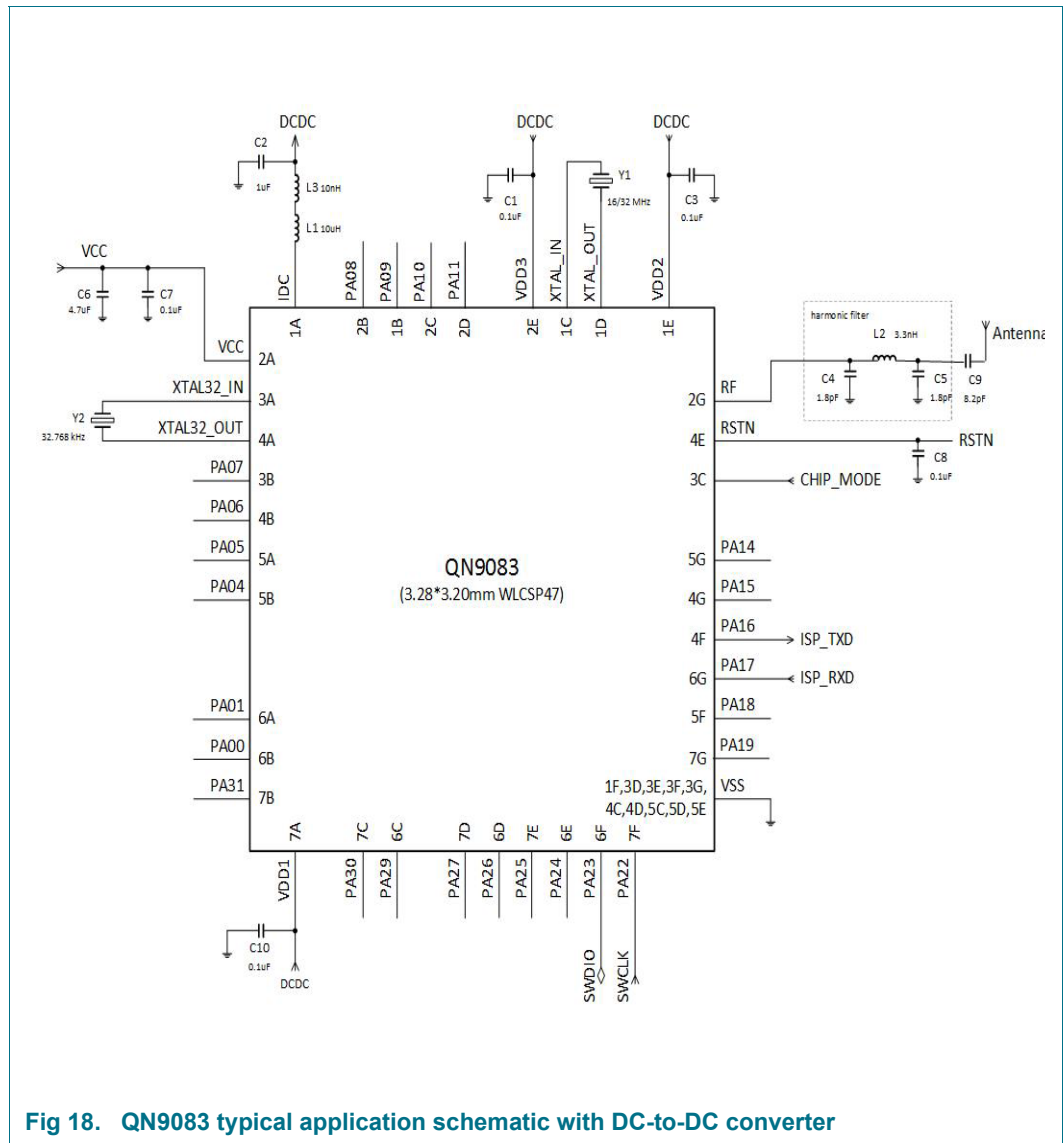 DCDC
C2
1uF
L3 10nH
L1 10uH
DCDC
C1
0.1uF
Y1
16/32 MHz
DCDC
C3
0.1uF
VCC
C6
4.7uF
C7
0.1uF
IDC
PA08
PA09
PA10
PA11
VDD3
XTAL_IN
XTAL_OUT
VDD2
1A
2B
1B
2C
2D
2E
1C
1D
1E
harmonic filter
L2 3.3nH
Antenna
C4
1.8pF
C5
1.8pF
C9
8.2pF
VCC
2A
XTAL32_IN
3A
Y2
32.768 kHz
XTAL32_OUT
4A
PA07
3B
PA06
4B
PA05
5A
PA04
5B
PA01
6A
PA00
6B
PA31
7B
QN9083
(3.28*3.20mm WLCSP47)
2G
RF
4E
RSTN
RSTN
C8
0.1uF
3C
CHIP_MODE
5G
PA14
4G
PA15
4F
PA16
ISP_TXD
6G
PA17
ISP_RXD
5F
PA18
7G
PA19
1F,3D,3E,3F,3G,
4C,4D,5C,5D,5E
VSS
7A
7C
6C
7D
6D
7E
6E
6F
7F
VDD1
PA30
PA29
PA27
PA26
PA25
PA24
PA23
PA22
C10
0.1uF
DCDC
SWDIO
SWCLK
Fig 18. QN9083 typical application schematic with DC-to-DC converter